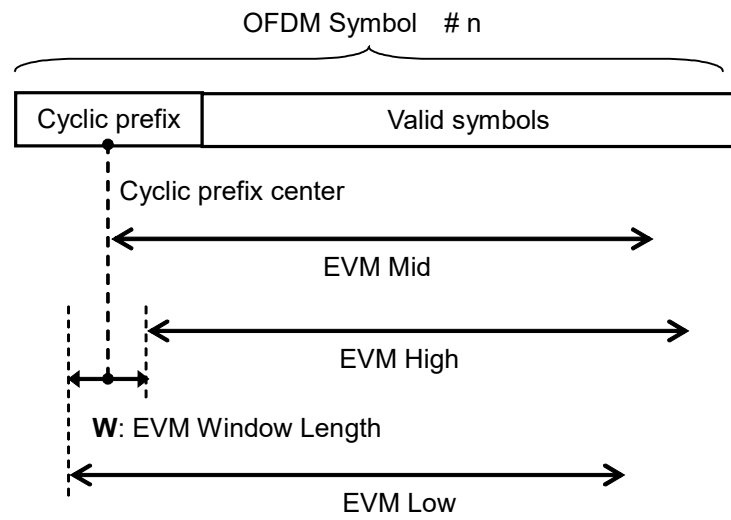 OFDM Symbol # n
Cyclic prefix Valid symbols
Cyclic prefix center
EVM Mid
EVM High
W: EVM Window Length
EVM Low